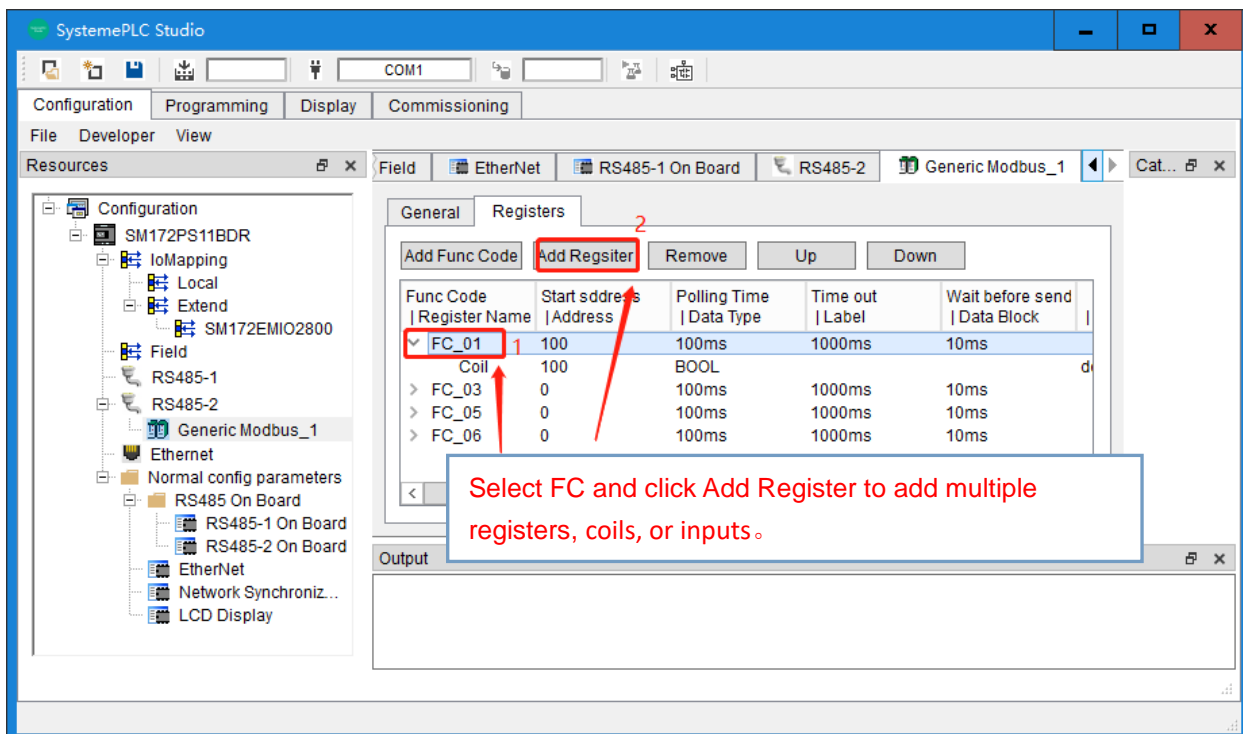 SystemePLC Studio
COM1
Configuration Programming Display Commissioning
File Developer View
Resources
Configuration
SM172PS11BDR
IoMapping
Local
Extend
SM172EMIO2800
Field
RS485-1
RS485-2
Generic Modbus_1
Ethernet
Normal config parameters
RS485 On Board
RS485-1 On Board
RS485-2 On Board
EtherNet
Network Synchroniz...
LCD Display
Field EtherNet RS485-1 On Board RS485-2 Generic Modbus_1
Cat...
General Registers
2
Add Func Code Add Regsiter Remove Up Down
Func Code Start sddress Polling Time Time out Wait before send
| Register Name | Address | Data Type | Label | Data Block |
FC_01 1 100 100ms 1000ms 10ms
Coil 100 BOOL
FC_03 0 100ms 1000ms 10ms
FC_05 0 100ms 1000ms 10ms
FC_06 0 100ms 1000ms 10ms
Select FC and click Add Register to add multiple
registers, coils, or inputs。
Output